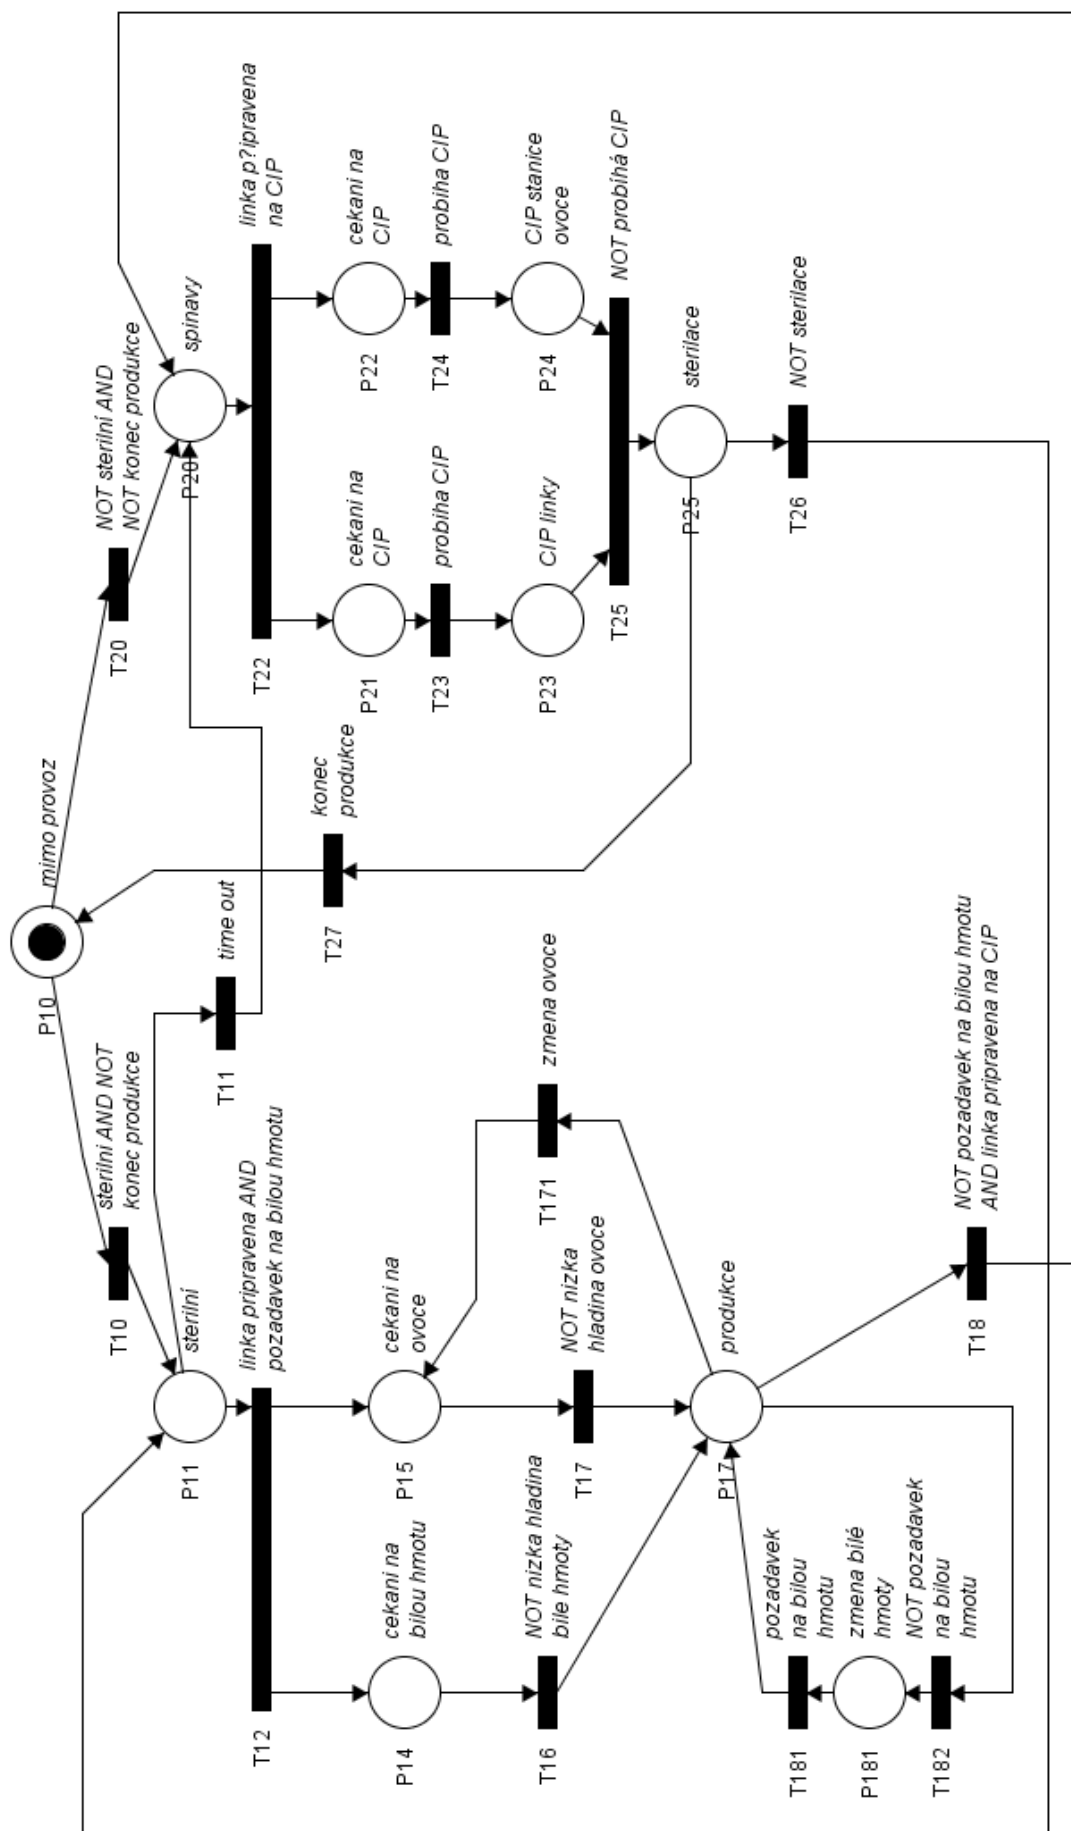 P10
mimo provoz
T10
sterilní AND NOT
konec produkce
T20
NOT sterilní AND
NOT konec produkce
P11
sterilní
T11
time out
P20
spinavy
T12
linka pripravena AND
pozadavek na bilou hmotu
T22
linka p?ipravena
na CIP
T27
konec
produkce
P14
cekani na
bilou hmotu
P15
cekani na
ovoce
P21
cekani na
CIP
P22
cekani na
CIP
T23
probiha CIP
T24
probiha CIP
T16
NOT nizka hladina
bile hmoty
T17
NOT nizka
hladina ovoce
T171
zmena ovoce
P23
CIP linky
P24
CIP stanice
ovoce
T25
NOT probíhá CIP
P17
produkce
P25
sterilace
T181
pozadavek
na bilou
hmotu
P181
zmena bílé
hmoty
T182
NOT pozadavek
na bilou
hmotu
T26
NOT sterilace
T18
NOT pozadavek na bilou hmotu
AND linka pripravena na CIP